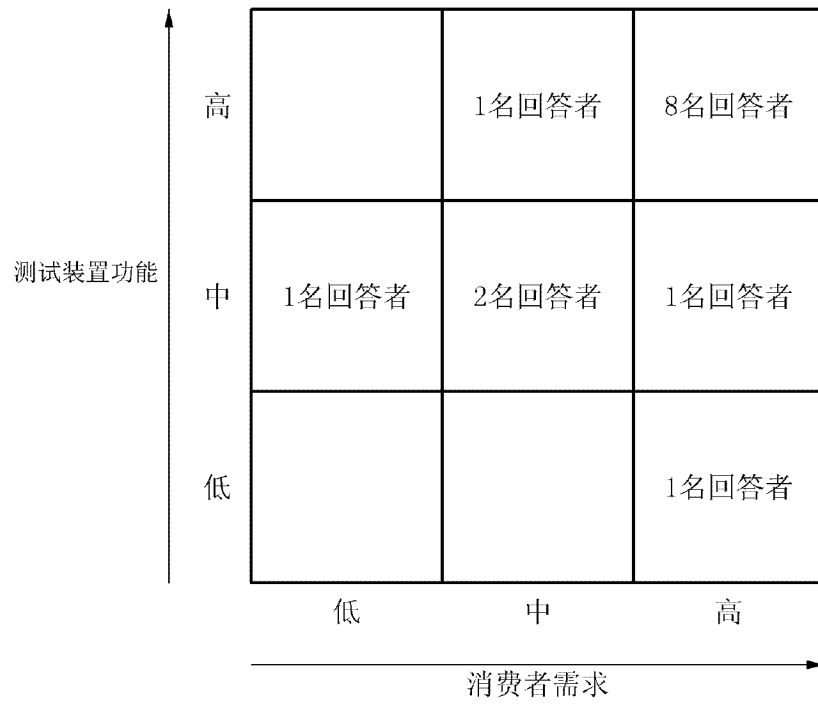 高
1名回答者
8名回答者
测试装置功能
中
1名回答者
2名回答者
1名回答者
低
1名回答者
低
中
高
消费者需求